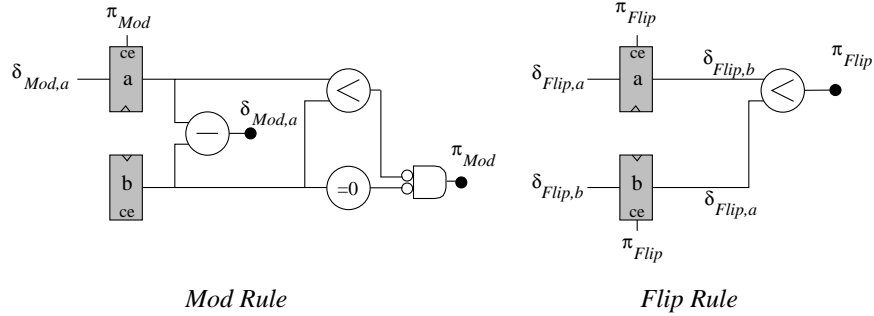 π_Mod
ce
δ_Mod,a
a
<
δ_Mod,a
−
π_Mod
b
ce
=0
Mod Rule
π_Flip
ce
δ_Flip,a
a
δ_Flip,b
π_Flip
<
δ_Flip,b
b
δ_Flip,a
ce
π_Flip
Flip Rule